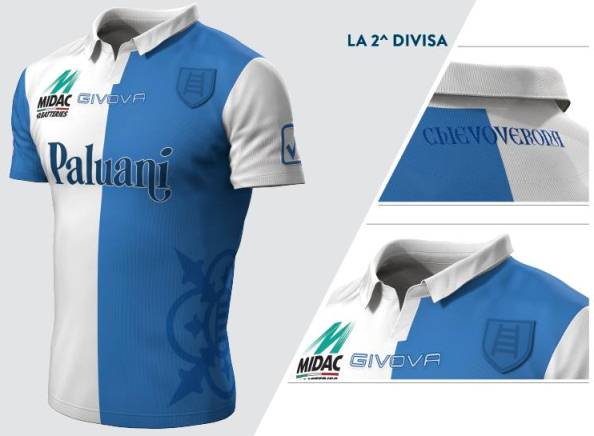 LA 2^ DIVISA
MIDAC
BATTERIES
GIVOVA
Paluani
CHIEVOVERONA
MIDAC
GIVOVA